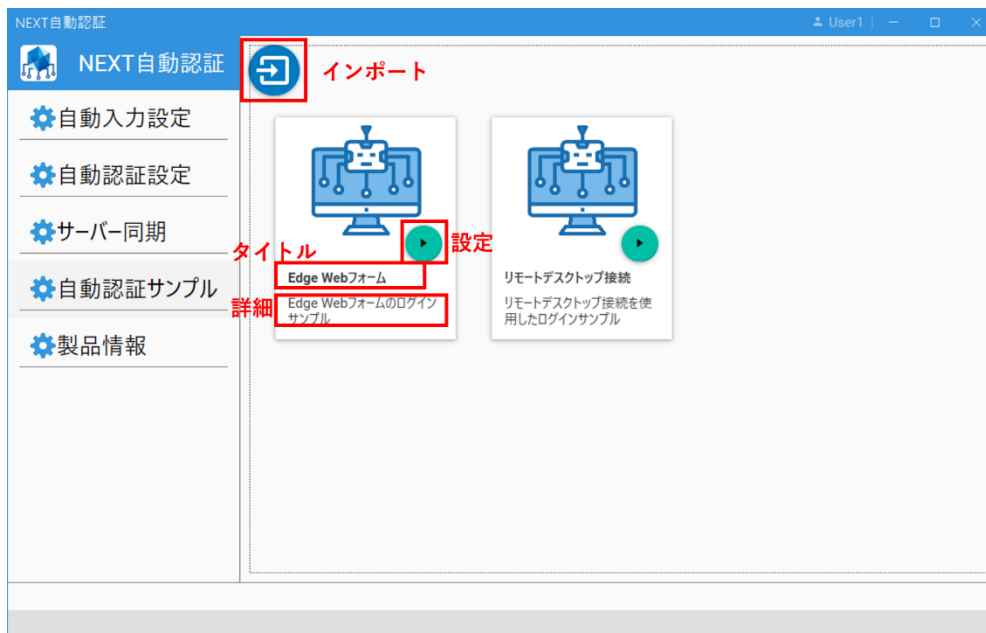 NEXT自動認証
User1
NEXT自動認証
インポート
自動入力設定
自動認証設定
サーバー同期
自動認証サンプル
製品情報
設定
タイトル
Edge Webフォーム
詳細
Edge Webフォームのログイン
サンプル
リモートデスクトップ接続
リモートデスクトップ接続を使
用したログインサンプル